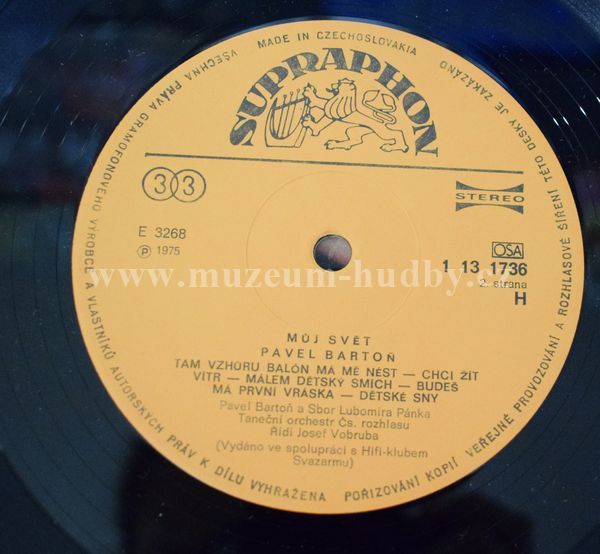 MADE IN CZECHOSLOVAKIA
VŠECHNA PRÁVA GRAMOFONOVÉHO VÝROBCE A VLASTNÍKŮ AUTORSKÝCH PRÁV K DÍLU VYHRAŽENA POŘIZOVÁNÍ KOPIÍ VEŘEJNÉ PROVOZOVÁNÍ A ROZHLASOVÉ ŠÍŘENÍ TÉTO DESKY JE ZAKÁZÁNO
SUPRAPHON
33
STEREO
E 3268
℗ 1975
OSA
1 13 1736
2. strana
H
www.muzeum-hudby.c
MŮJ SVĚT
PAVEL BARTOŇ
TAM VZHŮRU BALÓN MÁ MĚ NÉST — CHCI ŽÍT
VÍTR — MÁLEM DĚTSKÝ SMÍCH — BUDEŠ
MÁ PRVNÍ VRÁSKA — DĚTSKÉ SNY
Pavel Bartoň a Sbor Lubomíra Pánka
Taneční orchestr Čs. rozhlasu
Řídí Josef Vobruba
(Vydáno ve spolupráci s Hifi-klubem
Svazarmu)